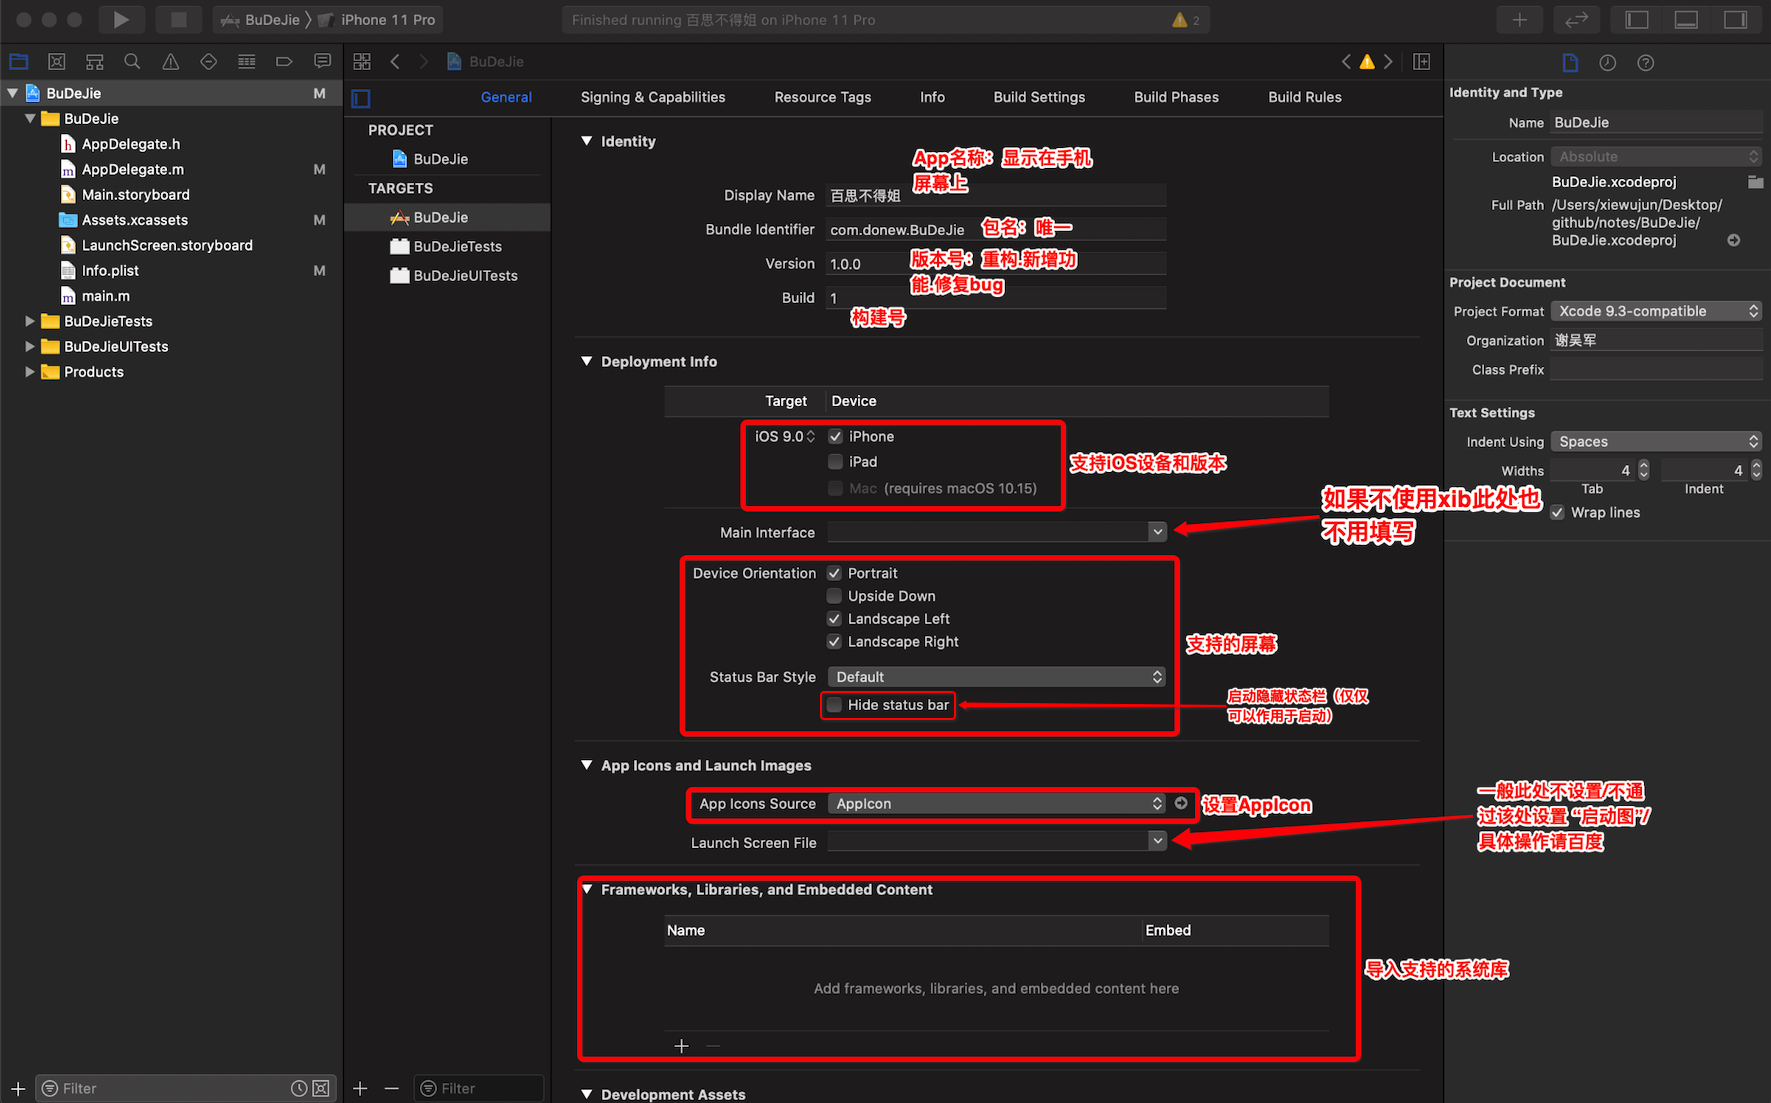 BuDeJie 〉 iPhone 11 Pro
Finished running 百思不得姐 on iPhone 11 Pro
2
BuDeJie M
BuDeJie
AppDelegate.h
AppDelegate.m M
Main.storyboard
Assets.xcassets M
LaunchScreen.storyboard
Info.plist M
main.m
BuDeJieTests
BuDeJieUITests
Products
Filter
BuDeJie
General Signing & Capabilities Resource Tags Info Build Settings Build Phases Build Rules
PROJECT
BuDeJie
TARGETS
BuDeJie
BuDeJieTests
BuDeJieUITests
Filter
Identity
App名称：显示在手机
屏幕上
Display Name 百思不得姐
Bundle Identifier com.donew.BuDeJie 包名：唯一
Version 1.0.0 版本号：重构.新增功
能.修复bug
Build 1
构建号
Deployment Info
Target Device
iOS 9.0 iPhone
iPad
Mac (requires macOS 10.15)
支持iOS设备和版本
Main Interface
如果不使用xib此处也
不用填写
Device Orientation Portrait
Upside Down
Landscape Left
Landscape Right
支持的屏幕
Status Bar Style Default
Hide status bar
启动隐藏状态栏（仅仅
可以作用于启动）
App Icons and Launch Images
App Icons Source AppIcon 设置AppIcon
Launch Screen File
一般此处不设置/不通
过该处设置 “启动图”/
具体操作请百度
Frameworks, Libraries, and Embedded Content
Name Embed
Add frameworks, libraries, and embedded content here
导入支持的系统库
Development Assets
Identity and Type
Name BuDeJie
Location Absolute
BuDeJie.xcodeproj
Full Path /Users/xiewujun/Desktop/
github/notes/BuDeJie/
BuDeJie.xcodeproj
Project Document
Project Format Xcode 9.3-compatible
Organization 谢吴军
Class Prefix
Text Settings
Indent Using Spaces
Widths 4 4
Tab Indent
Wrap lines